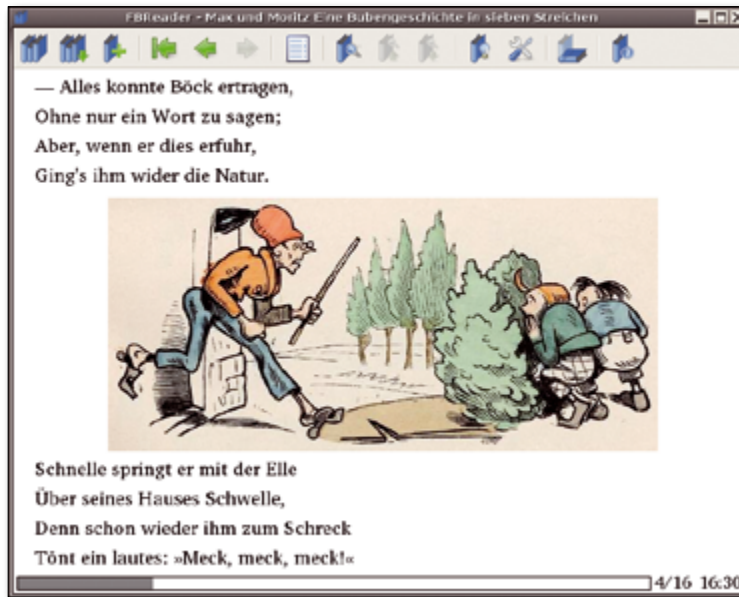 FBReader - Max und Moritz Eine Bubengeschichte in sieben Streichen
— Alles konnte Böck ertragen,
Ohne nur ein Wort zu sagen;
Aber, wenn er dies erfuhr,
Ging's ihm wider die Natur.
Schnelle springt er mit der Elle
Über seines Hauses Schwelle,
Denn schon wieder ihm zum Schreck
Tönt ein lautes: »Meck, meck, meck!«
4/16 16:30